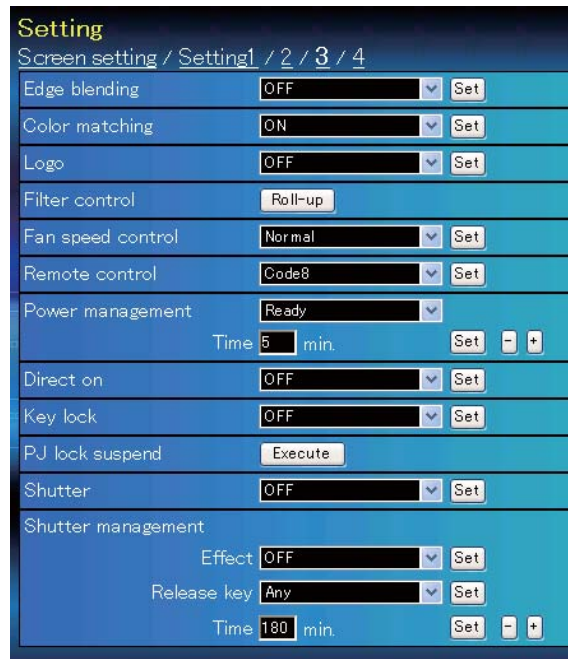 Setting
Screen setting / Setting1 / 2 / 3 / 4
Edge blending OFF Set
Color matching ON Set
Logo OFF Set
Filter control Roll-up
Fan speed control Normal Set
Remote control Code8 Set
Power management Ready
Time 5 min. Set - +
Direct on OFF Set
Key lock OFF Set
PJ lock suspend Execute
Shutter OFF Set
Shutter management
Effect OFF Set
Release key Any Set
Time 180 min. Set - +